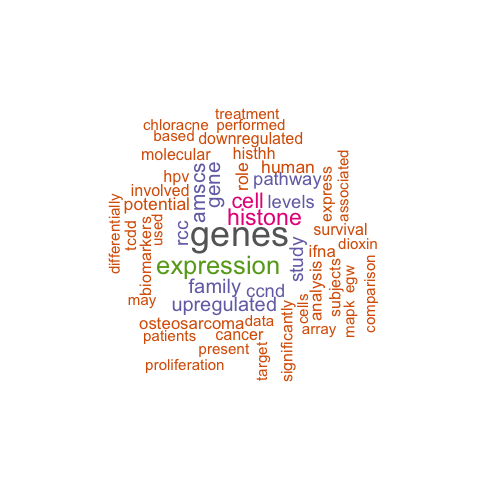 treatment
chloracne performed
based downregulated
molecular histhh
hpv role human
involved amscs gene pathway
potential cell levels
express associated
differentially tcdd biomarkers used rcc histone
genes study survival
ifna dioxin
expression analysis subjects mapk egw comparison
family ccnd
may upregulated cells
osteosarcoma data array
patients cancer significantly
present target
proliferation